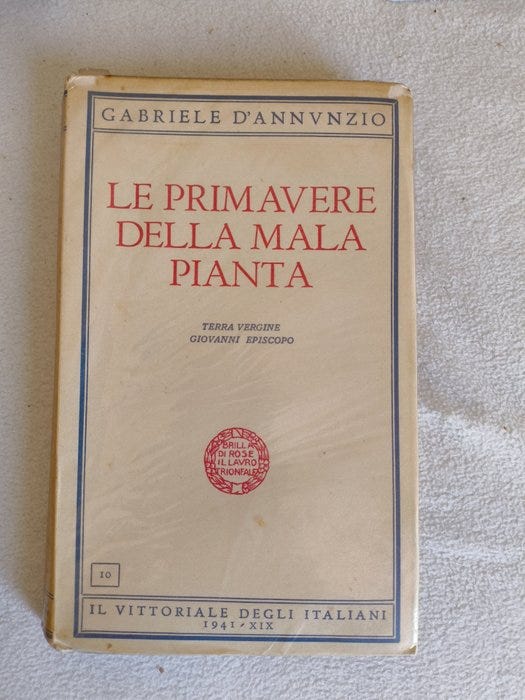 GABRIELE D'ANNVNZIO
LE PRIMAVERE
DELLA MALA
PIANTA
TERRA VERGINE
GIOVANNI EPISCOPO
BRILLA
DI ROSE
IL LAVRO
TRIONFALE
10
IL VITTORIALE DEGLI ITALIANI
1941 · XIX